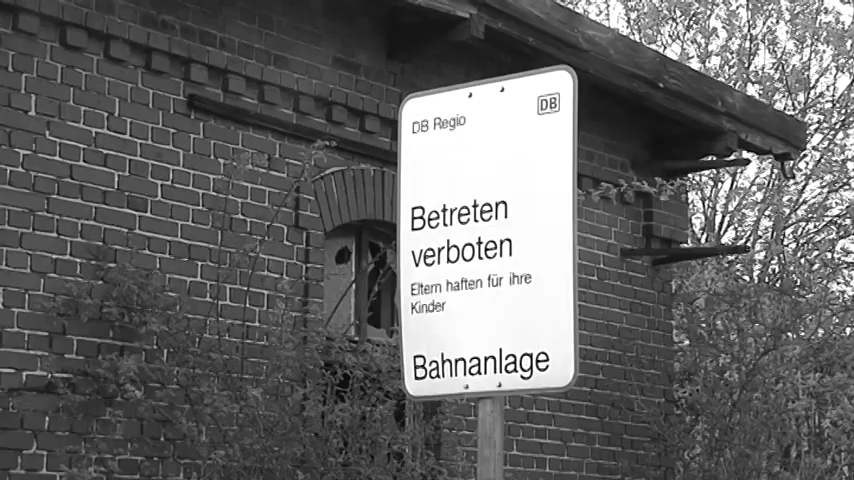 DB Regio
DB
Betreten
verboten
Eltern haften für ihre
Kinder
Bahnanlage